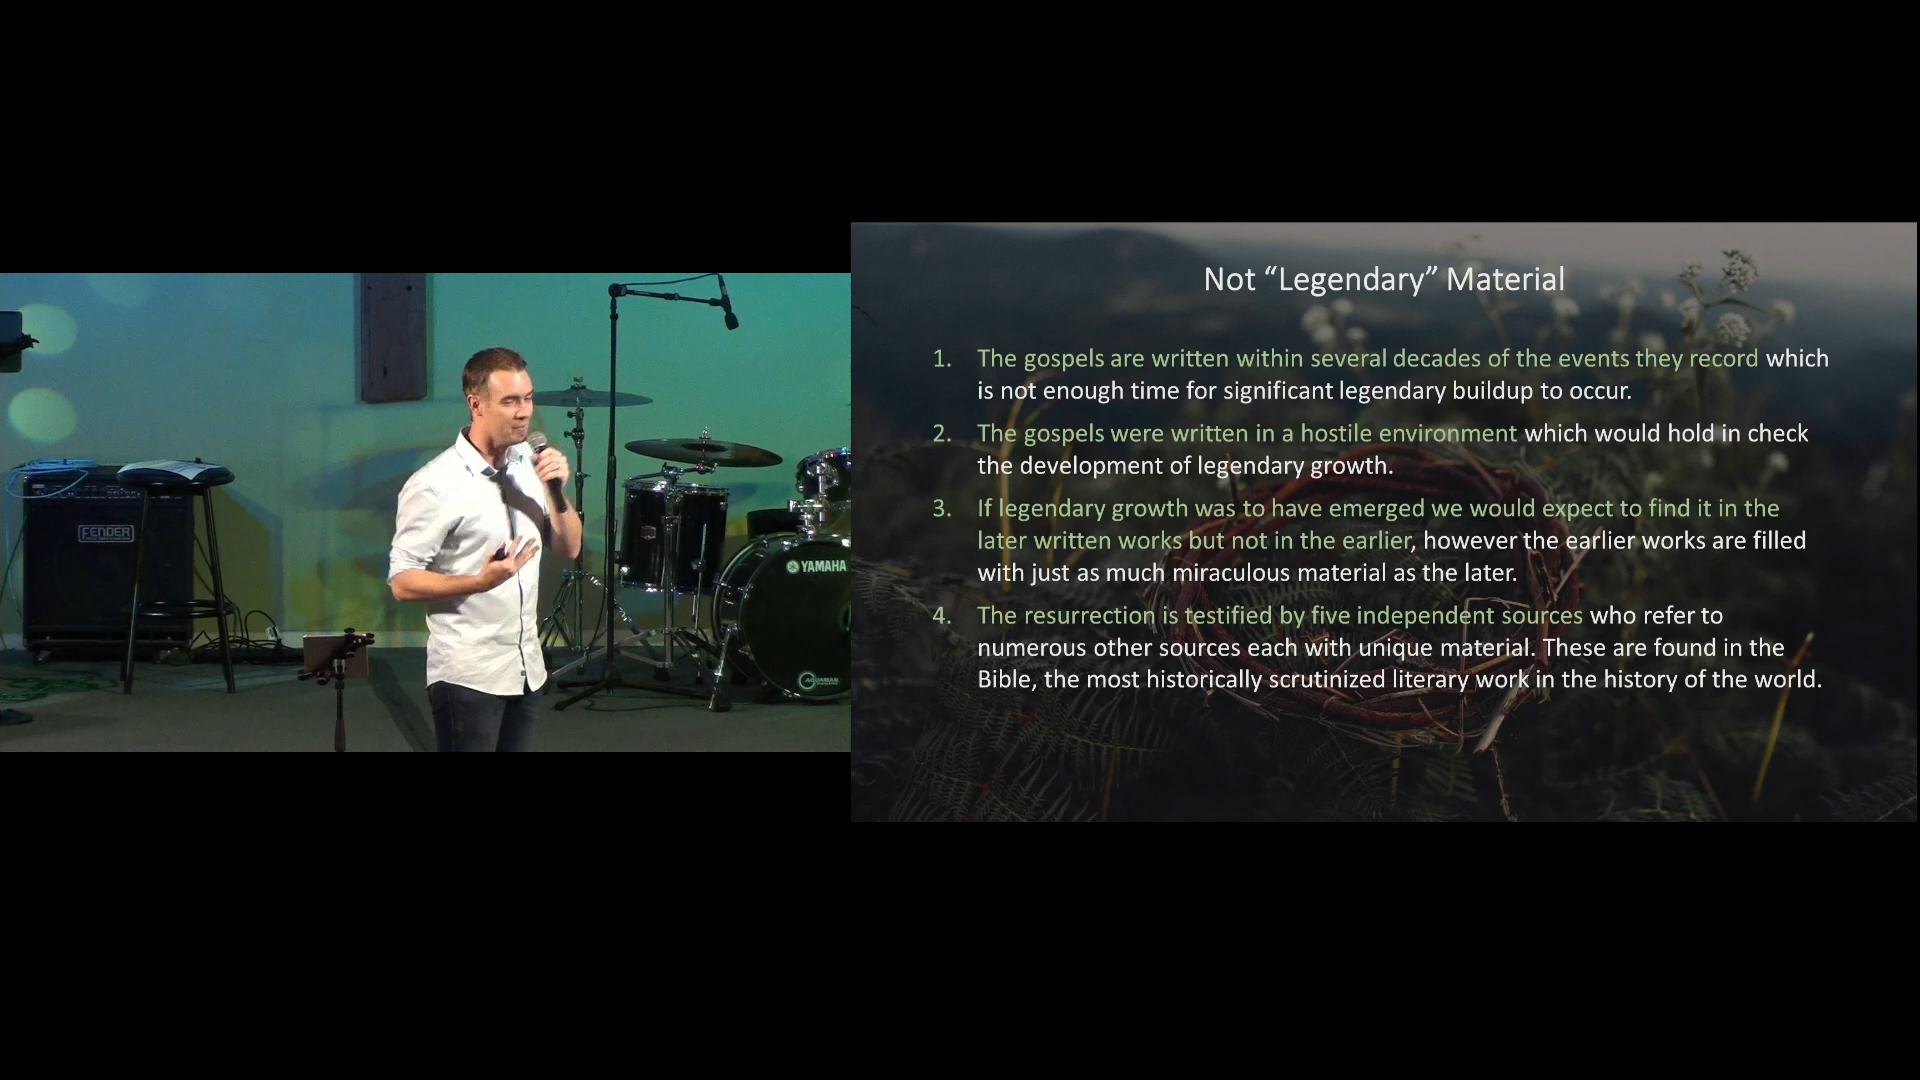 FENDER
YAMAHA
AQUARIAN
Not “Legendary” Material
1. The gospels are written within several decades of the events they record which
is not enough time for significant legendary buildup to occur.
2. The gospels were written in a hostile environment which would hold in check
the development of legendary growth.
3. If legendary growth was to have emerged we would expect to find it in the
later written works but not in the earlier, however the earlier works are filled
with just as much miraculous material as the later.
4. The resurrection is testified by five independent sources who refer to
numerous other sources each with unique material. These are found in the
Bible, the most historically scrutinized literary work in the history of the world.